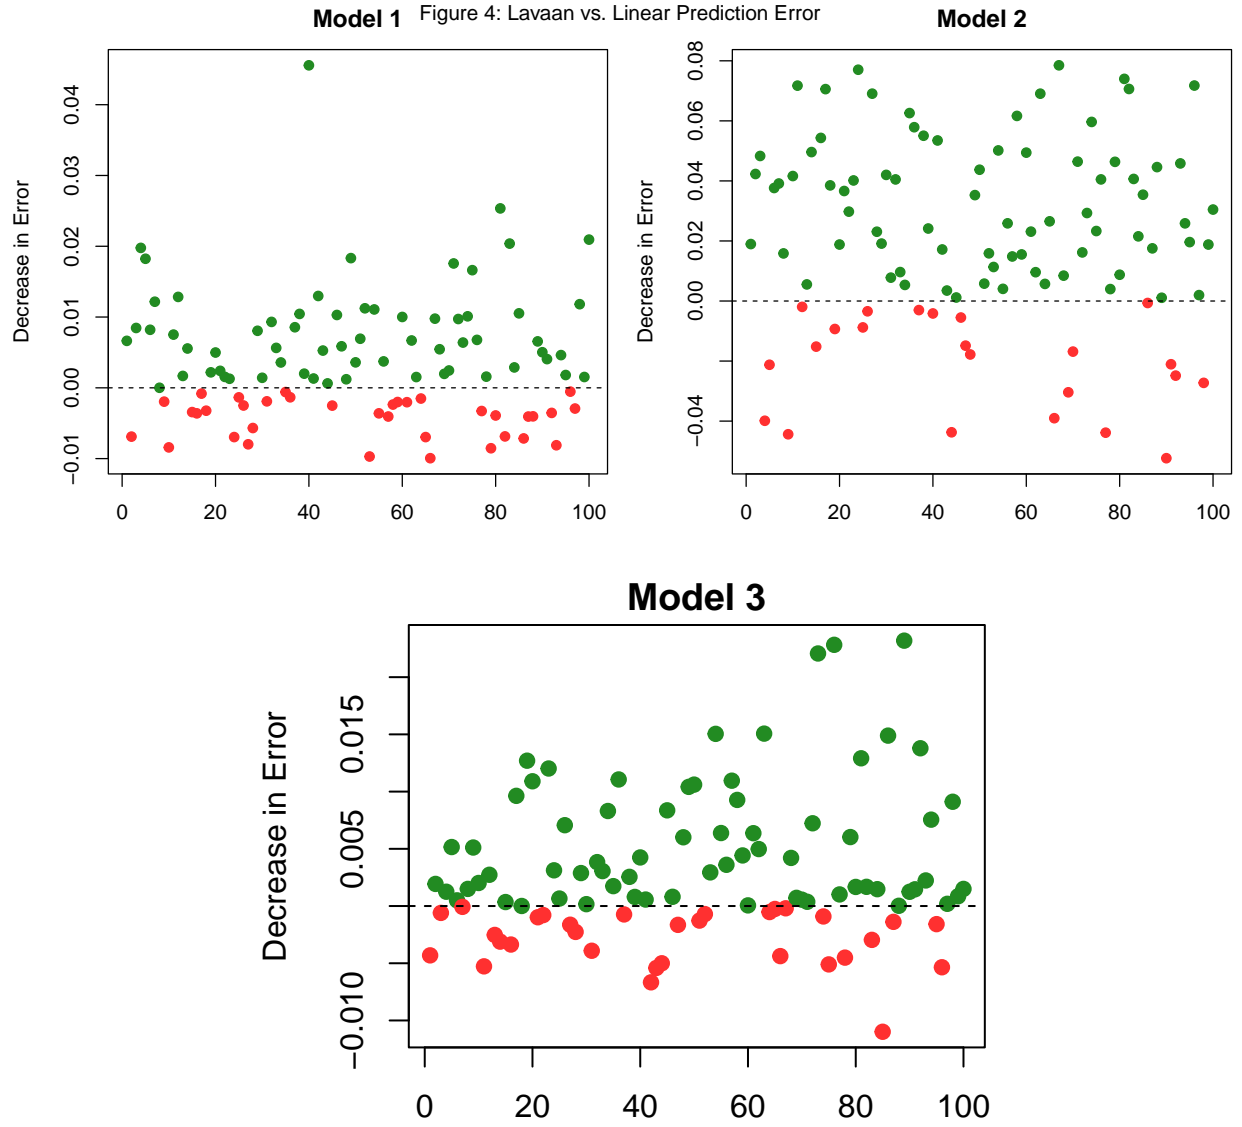 Figure 4: Lavaan vs. Linear Prediction Error
Model 1
Decrease in Error
0.04
0.03
0.02
0.01
0.00
−0.01
0 20 40 60 80 100
Model 2
Decrease in Error
0.08
0.06
0.04
0.02
0.00
−0.04
0 20 40 60 80 100
Model 3
Decrease in Error
0.015
0.005
−0.010
0 20 40 60 80 100